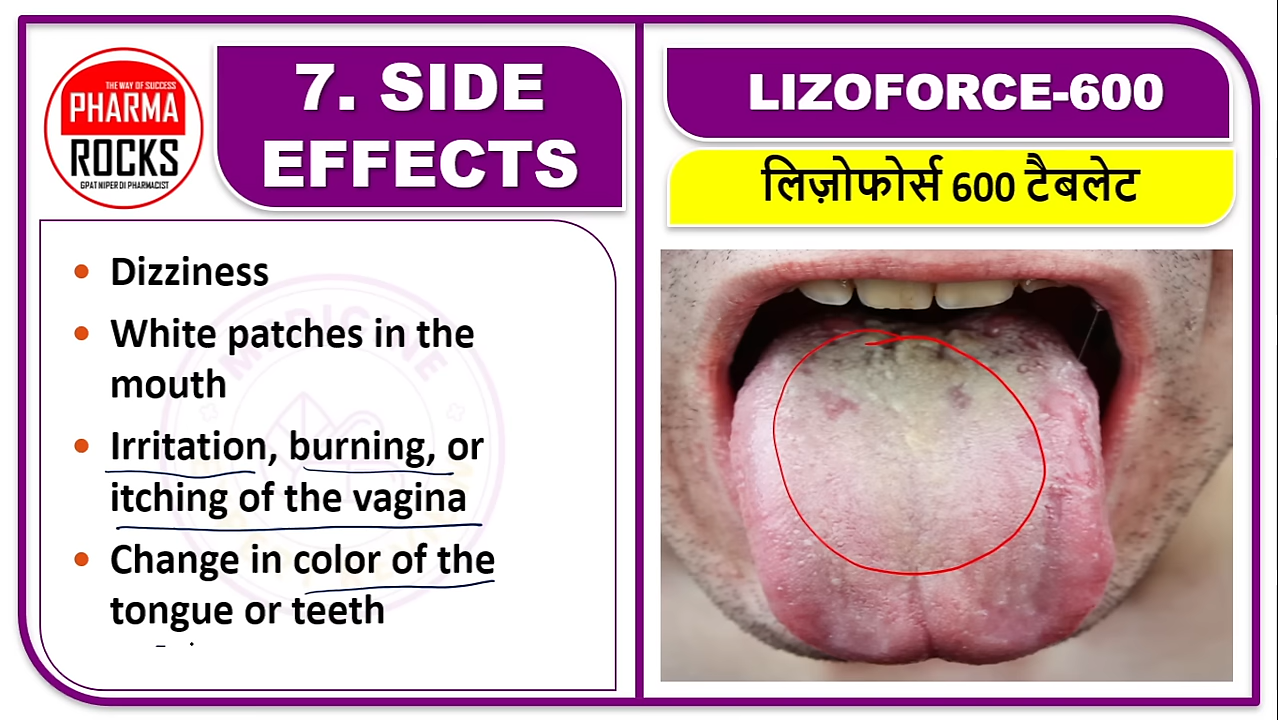 THE WAY OF SUCCESS
PHARMA
ROCKS
GPAT NIPER DI PHARMACIST
7. SIDE
EFFECTS
• Dizziness
• White patches in the
mouth
• Irritation, burning, or
itching of the vagina
• Change in color of the
tongue or teeth
LIZOFORCE-600
लिज़ोफोर्स 600 टैबलेट
MEDICINE